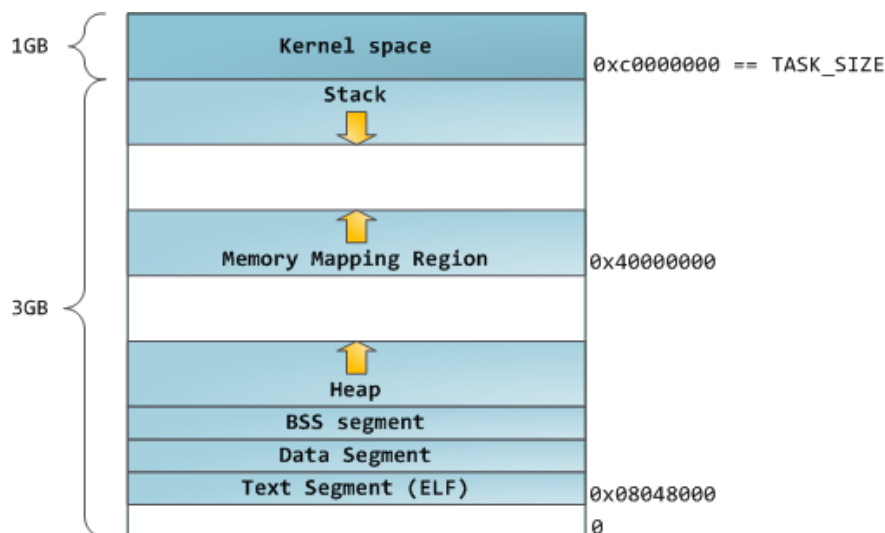 1GB
Kernel space
0xc0000000 == TASK_SIZE
Stack
Memory Mapping Region
0x40000000
3GB
Heap
BSS segment
Data Segment
Text Segment (ELF)
0x08048000
0